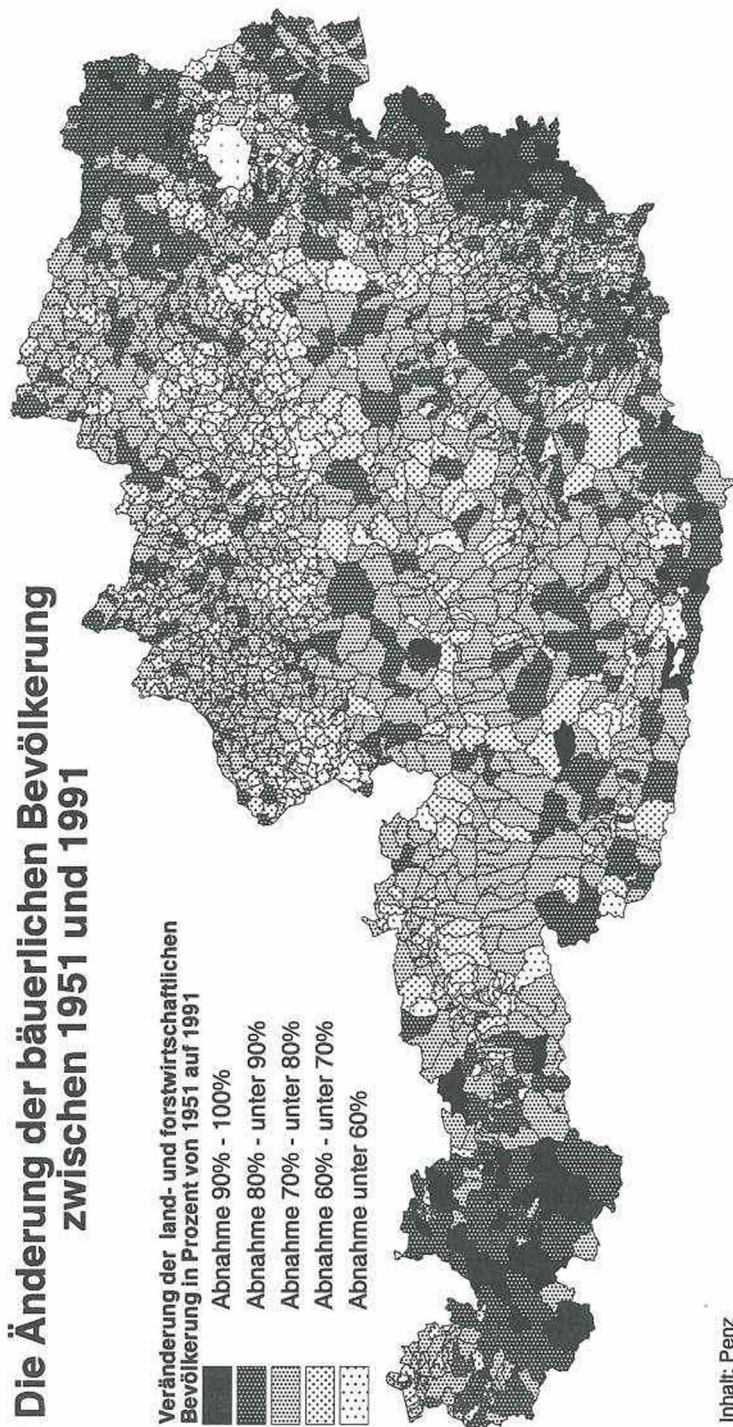 Die Änderung der bäuerlichen Bevölkerung
zwischen 1951 und 1991
Veränderung der land- und forstwirtschaftlichen
Bevölkerung in Prozent von 1951 auf 1991
Abnahme 90% - 100%
Abnahme 80% - unter 90%
Abnahme 70% - unter 80%
Abnahme 60% - unter 70%
Abnahme unter 60%
Inhalt: Penz